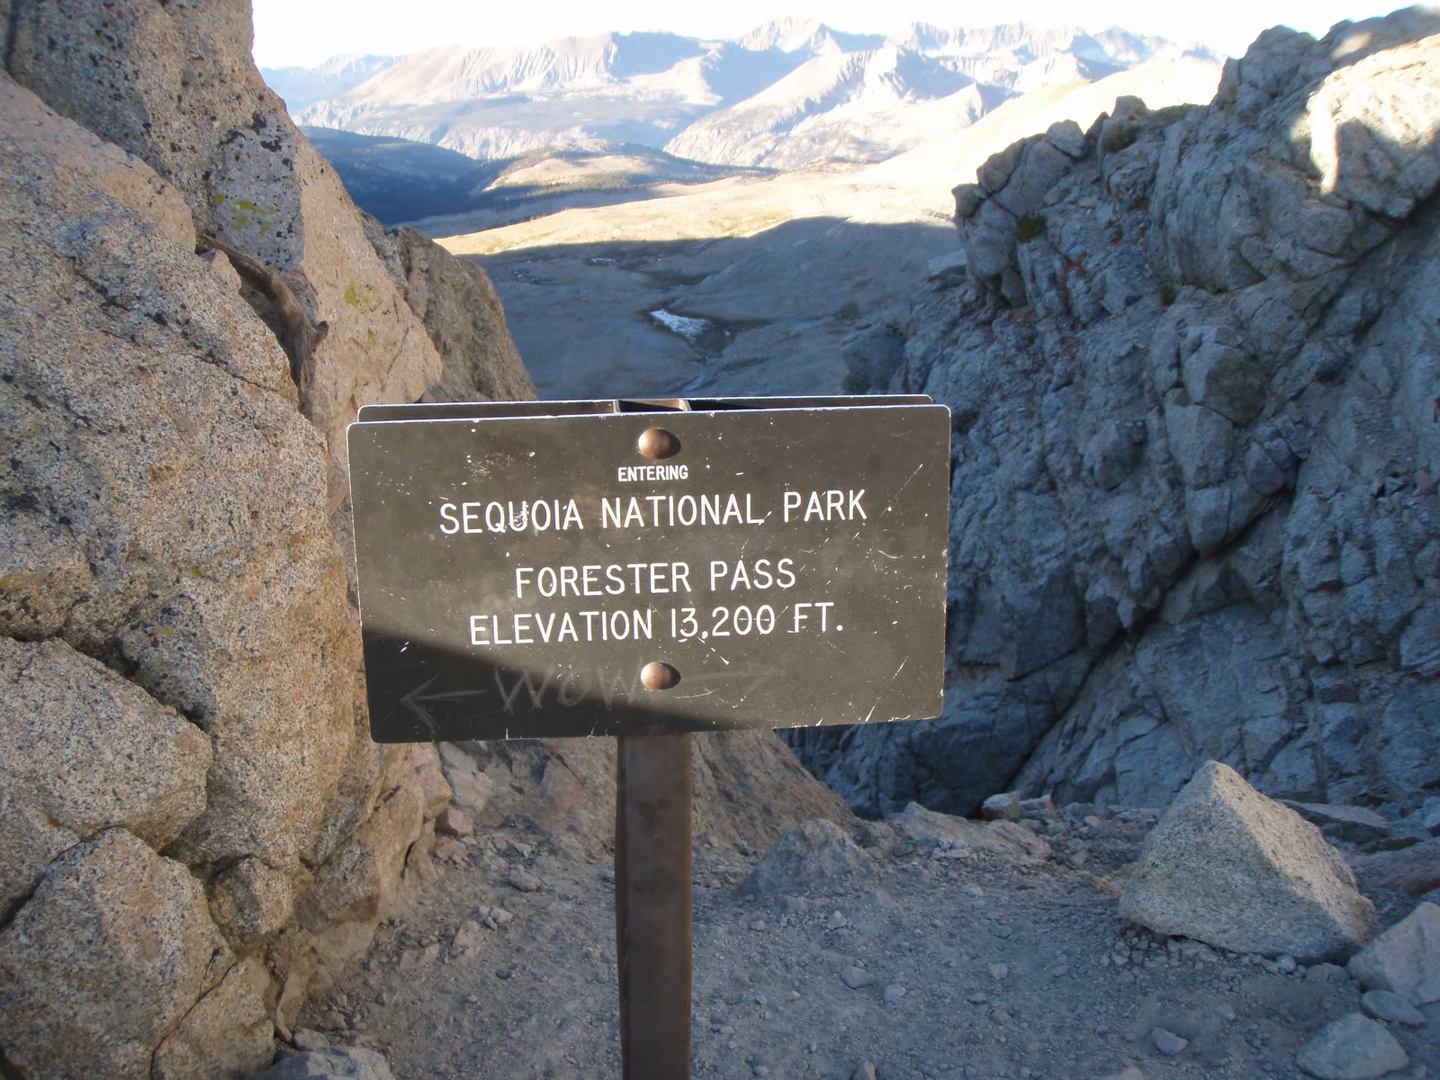 ENTERING
SEQUOIA NATIONAL PARK
FORESTER PASS
ELEVATION 13,200 FT.
← WOW →